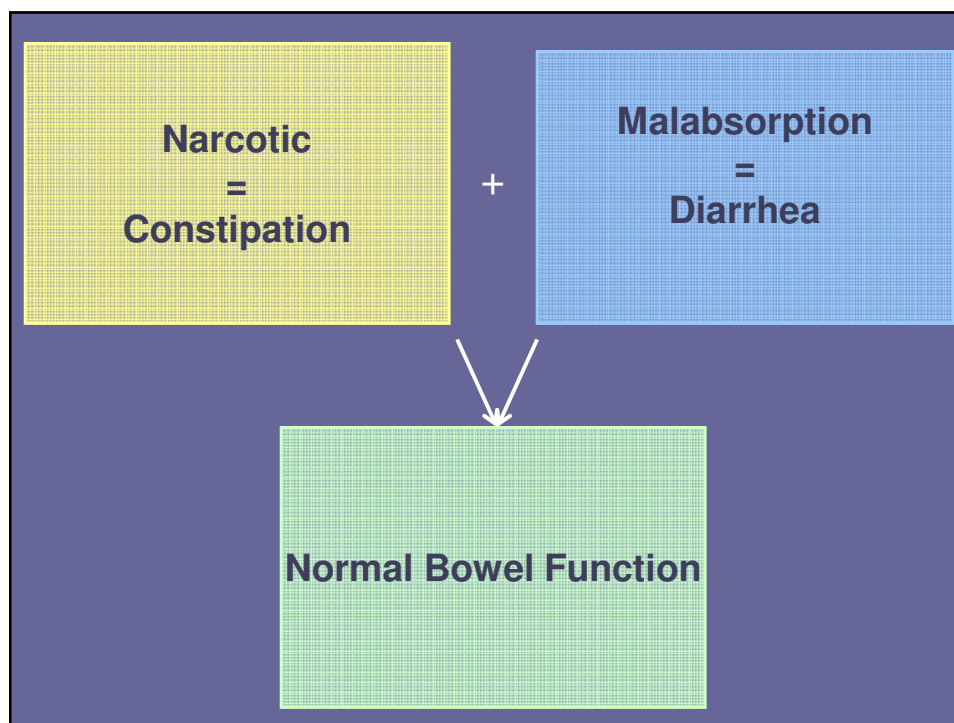 Narcotic
=
Constipation
+
Malabsorption
=
Diarrhea
Normal Bowel Function